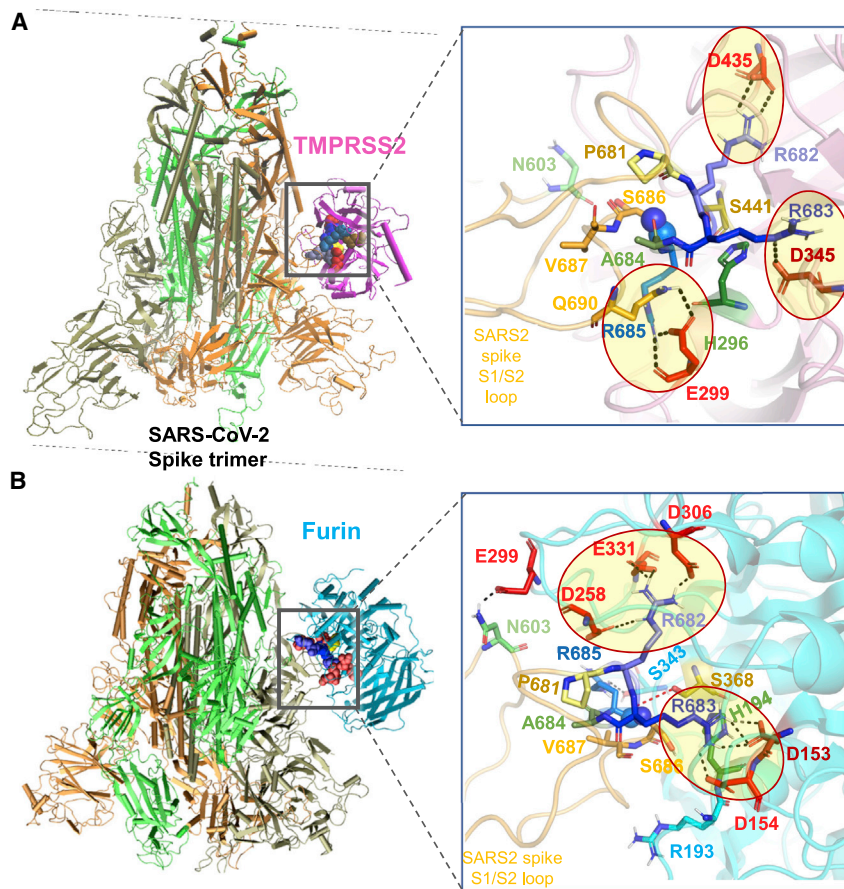 A
TMPRSS2
SARS-CoV-2
Spike trimer
D435
P681
R682
N603
S686
S441
R683
V687
A684
D345
Q690
R685
H296
SARS2
spike
S1/S2
loop
E299
B
Furin
D306
E299
E331
D258
R682
N603
R685
S343
P681
S368
R683
H194
A684
V687
S686
D153
D154
R193
SARS2 spike
S1/S2 loop